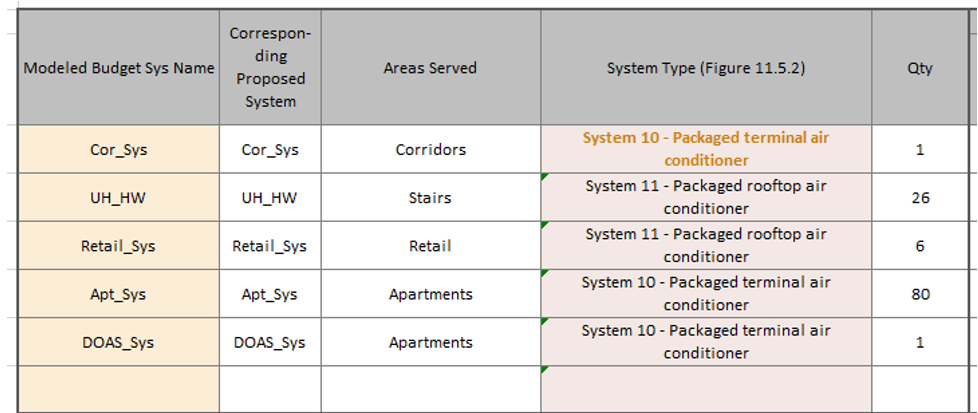 Modeled Budget Sys Name
Correspon-
ding
Proposed
System
Areas Served
System Type (Figure 11.5.2)
Qty
Cor_Sys
Cor_Sys
Corridors
System 10 - Packaged terminal air
conditioner
1
UH_HW
UH_HW
Stairs
System 11 - Packaged rooftop air
conditioner
26
Retail_Sys
Retail_Sys
Retail
System 11 - Packaged rooftop air
conditioner
6
Apt_Sys
Apt_Sys
Apartments
System 10 - Packaged terminal air
conditioner
80
DOAS_Sys
DOAS_Sys
Apartments
System 10 - Packaged terminal air
conditioner
1